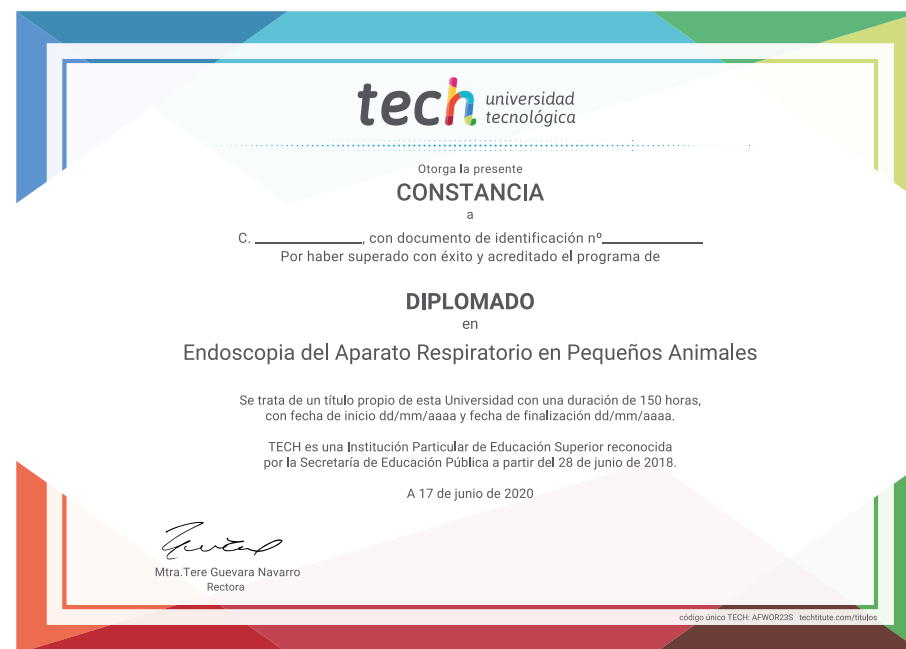 tech universidad
tecnológica
Otorga la presente
CONSTANCIA
a
C. ____________, con documento de identificación nº____________
Por haber superado con éxito y acreditado el programa de
DIPLOMADO
en
Endoscopia del Aparato Respiratorio en Pequeños Animales
Se trata de un título propio de esta Universidad con una duración de 150 horas,
con fecha de inicio dd/mm/aaaa y fecha de finalización dd/mm/aaaa.
TECH es una Institución Particular de Educación Superior reconocida
por la Secretaría de Educación Pública a partir del 28 de junio de 2018.
A 17 de junio de 2020
Mtra.Tere Guevara Navarro
Rectora
código único TECH: AFWOR23S techtitute.com/titulos